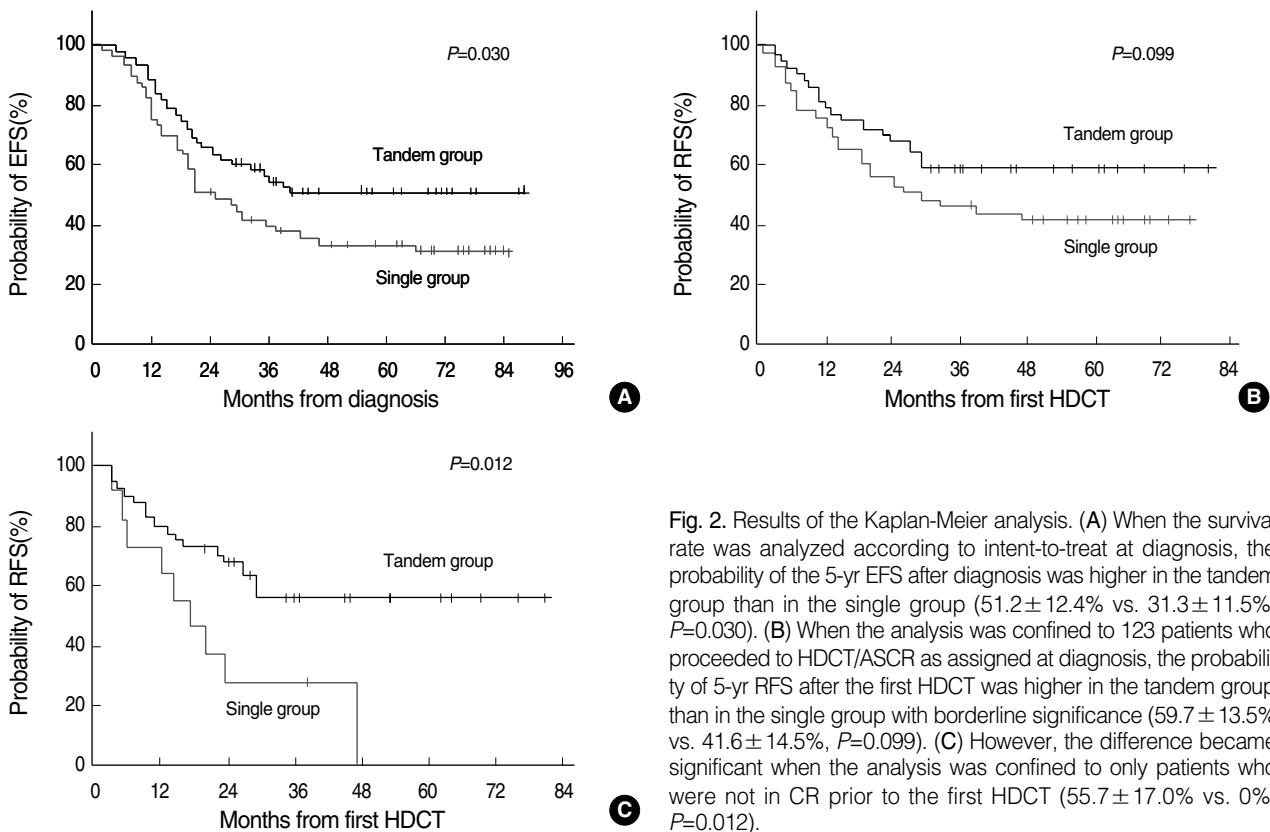 100
80
60
40
20
0
Probability of EFS(%)
P=0.030
Tandem group
Single group
0 12 24 36 48 60 72 84 96
Months from diagnosis
A
100
80
60
40
20
0
Probability of RFS(%)
P=0.099
Tandem group
Single group
0 12 24 36 48 60 72 84
Months from first HDCT
B
100
80
60
40
20
0
Probability of RFS(%)
P=0.012
Tandem group
Single group
0 12 24 36 48 60 72 84
Months from first HDCT
C
Fig. 2. Results of the Kaplan-Meier analysis. (A) When the surviva
rate was analyzed according to intent-to-treat at diagnosis, the
probability of the 5-yr EFS after diagnosis was higher in the tandem
group than in the single group (51.2±12.4% vs. 31.3±11.5%
P=0.030). (B) When the analysis was confined to 123 patients who
proceeded to HDCT/ASCR as assigned at diagnosis, the probabili
ty of 5-yr RFS after the first HDCT was higher in the tandem group
than in the single group with borderline significance (59.7±13.5%
vs. 41.6±14.5%, P=0.099). (C) However, the difference became
significant when the analysis was confined to only patients who
were not in CR prior to the first HDCT (55.7±17.0% vs. 0%
P=0.012).